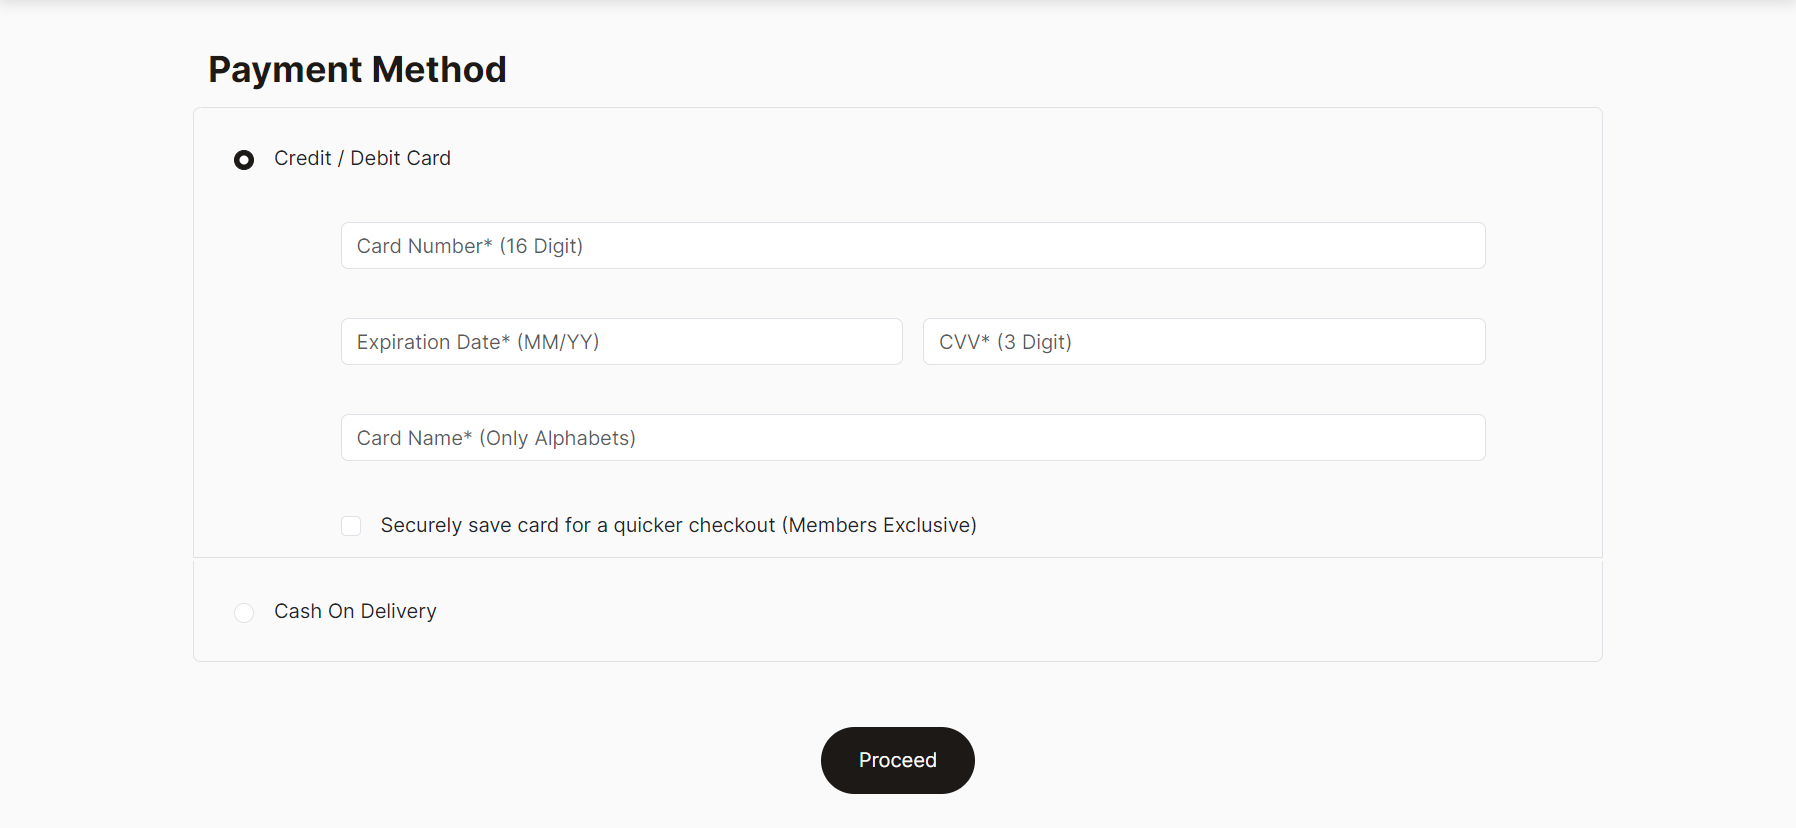 Payment Method
Credit / Debit Card
Card Number* (16 Digit)
Expiration Date* (MM/YY)
CVV* (3 Digit)
Card Name* (Only Alphabets)
Securely save card for a quicker checkout (Members Exclusive)
Cash On Delivery
Proceed